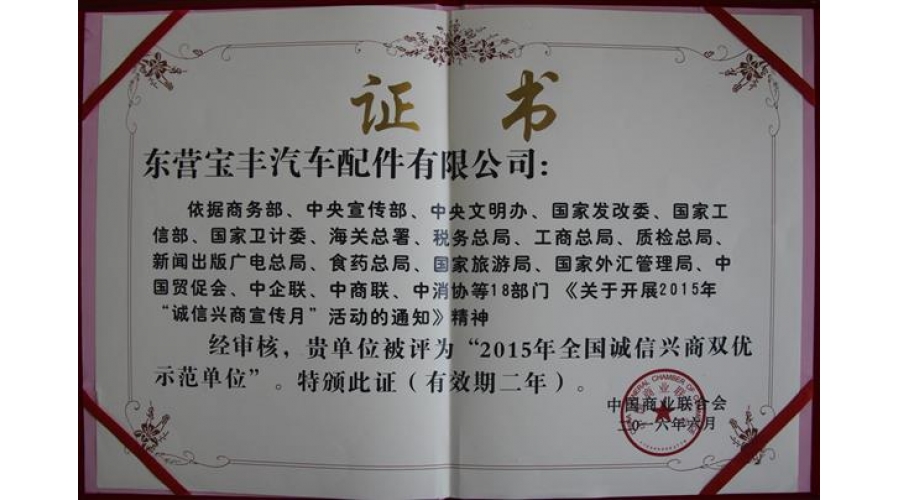 证 书
东营宝丰汽车配件有限公司：
依据商务部、中央宣传部、中央文明办、国家发改委、国家工
信部、国家卫计委、海关总署、税务总局、工商总局、质检总局、
新闻出版广电总局、食药总局、国家旅游局、国家外汇管理局、中
国贸促会、中企联、中商联、中消协等18部门《关于开展2015年
“诚信兴商宣传月”活动的通知》精神
经审核，贵单位被评为“2015年全国诚信兴商双优
示范单位”。特颁此证（有效期二年）。
中国商业联合会
二〇一六年六月